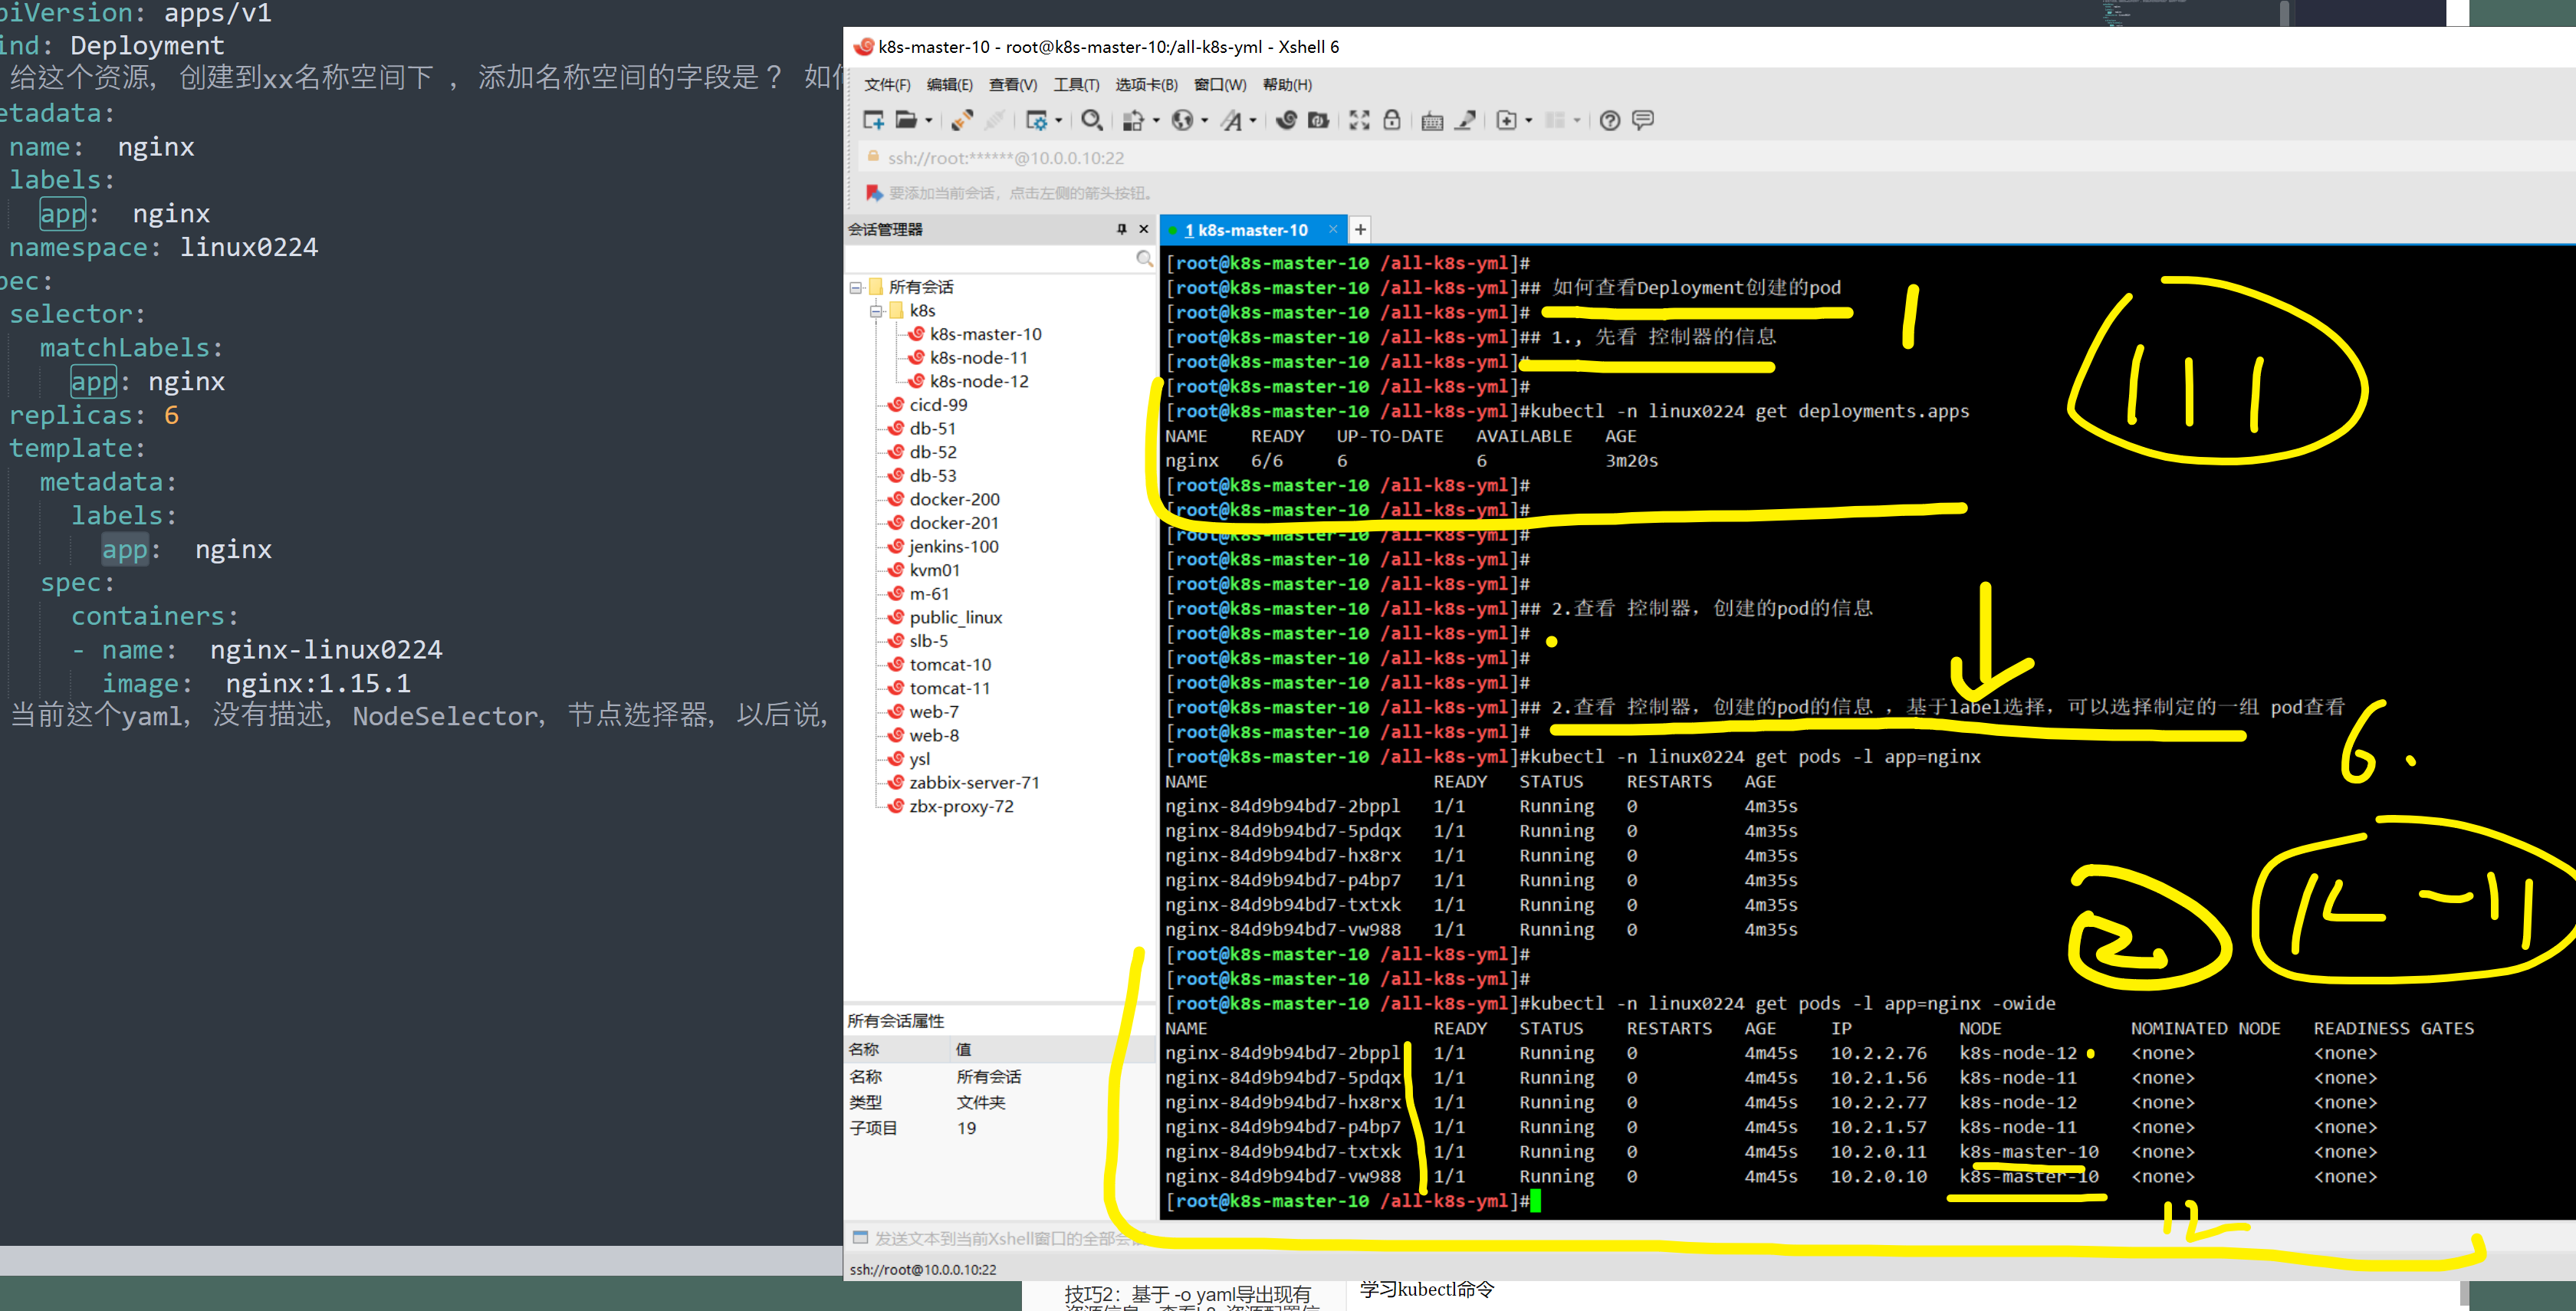 apiVersion: apps/v1
kind: Deployment
给这个资源, 创建到xx名称空间下 , 添加名称空间的字段是？ 如何
metadata:
name: nginx
labels:
app: nginx
namespace: linux0224
spec:
selector:
matchLabels:
app: nginx
replicas: 6
template:
metadata:
labels:
app: nginx
spec:
containers:
- name: nginx-linux0224
image: nginx:1.15.1
当前这个yaml, 没有描述, NodeSelector, 节点选择器, 以后说,
k8s-master-10 - root@k8s-master-10:/all-k8s-yml - Xshell 6
文件(F) 编辑(E) 查看(V) 工具(T) 选项卡(B) 窗口(W) 帮助(H)
ssh://root:******@10.0.0.10:22
要添加当前会话，点击左侧的箭头按钮。
会话管理器
所有会话
k8s
k8s-master-10
k8s-node-11
k8s-node-12
cicd-99
db-51
db-52
db-53
docker-200
docker-201
jenkins-100
kvm01
m-61
public_linux
slb-5
tomcat-10
tomcat-11
web-7
web-8
ysl
zabbix-server-71
zbx-proxy-72
所有会话属性
名称 值
名称 所有会话
类型 文件夹
子项目 19
1 k8s-master-10
[root@k8s-master-10 /all-k8s-yml]#
[root@k8s-master-10 /all-k8s-yml]## 如何查看Deployment创建的pod
[root@k8s-master-10 /all-k8s-yml]#
[root@k8s-master-10 /all-k8s-yml]## 1., 先看 控制器的信息
[root@k8s-master-10 /all-k8s-yml]#
[root@k8s-master-10 /all-k8s-yml]#
[root@k8s-master-10 /all-k8s-yml]#kubectl -n linux0224 get deployments.apps
NAME READY UP-TO-DATE AVAILABLE AGE
nginx 6/6 6 6 3m20s
[root@k8s-master-10 /all-k8s-yml]#
[root@k8s-master-10 /all-k8s-yml]#
[root@k8s-master-10 /all-k8s-yml]#
[root@k8s-master-10 /all-k8s-yml]#
[root@k8s-master-10 /all-k8s-yml]#
[root@k8s-master-10 /all-k8s-yml]## 2.查看 控制器，创建的pod的信息
[root@k8s-master-10 /all-k8s-yml]#
[root@k8s-master-10 /all-k8s-yml]#
[root@k8s-master-10 /all-k8s-yml]#
[root@k8s-master-10 /all-k8s-yml]## 2.查看 控制器，创建的pod的信息 ，基于label选择，可以选择制定的一组 pod查看
[root@k8s-master-10 /all-k8s-yml]#
[root@k8s-master-10 /all-k8s-yml]#kubectl -n linux0224 get pods -l app=nginx
NAME READY STATUS RESTARTS AGE
nginx-84d9b94bd7-2bppl 1/1 Running 0 4m35s
nginx-84d9b94bd7-5pdqx 1/1 Running 0 4m35s
nginx-84d9b94bd7-hx8rx 1/1 Running 0 4m35s
nginx-84d9b94bd7-p4bp7 1/1 Running 0 4m35s
nginx-84d9b94bd7-txtxk 1/1 Running 0 4m35s
nginx-84d9b94bd7-vw988 1/1 Running 0 4m35s
[root@k8s-master-10 /all-k8s-yml]#
[root@k8s-master-10 /all-k8s-yml]#
[root@k8s-master-10 /all-k8s-yml]#kubectl -n linux0224 get pods -l app=nginx -owide
NAME READY STATUS RESTARTS AGE IP NODE NOMINATED NODE READINESS GATES
nginx-84d9b94bd7-2bppl 1/1 Running 0 4m45s 10.2.2.76 k8s-node-12 <none> <none>
nginx-84d9b94bd7-5pdqx 1/1 Running 0 4m45s 10.2.1.56 k8s-node-11 <none> <none>
nginx-84d9b94bd7-hx8rx 1/1 Running 0 4m45s 10.2.2.77 k8s-node-12 <none> <none>
nginx-84d9b94bd7-p4bp7 1/1 Running 0 4m45s 10.2.1.57 k8s-node-11 <none> <none>
nginx-84d9b94bd7-txtxk 1/1 Running 0 4m45s 10.2.0.11 k8s-master-10 <none> <none>
nginx-84d9b94bd7-vw988 1/1 Running 0 4m45s 10.2.0.10 k8s-master-10 <none> <none>
[root@k8s-master-10 /all-k8s-yml]#
1
6.
2.
发送文本到当前Xshell窗口的全部会话
ssh://root@10.0.0.10:22
技巧2：基于 -o yaml导出现有
学习kubectl命令